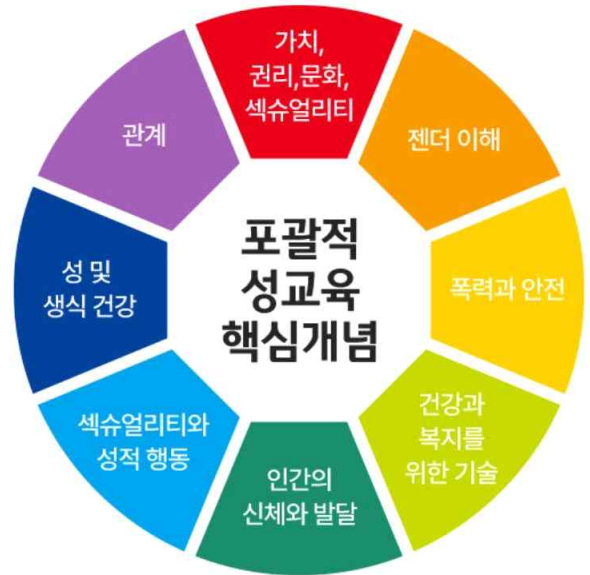 포괄적
성교육
핵심개념
가치,
권리,문화,
섹슈얼리티
젠더 이해
폭력과 안전
건강과
복지를
위한 기술
인간의
신체와 발달
섹슈얼리티와
성적 행동
성 및
생식 건강
관계